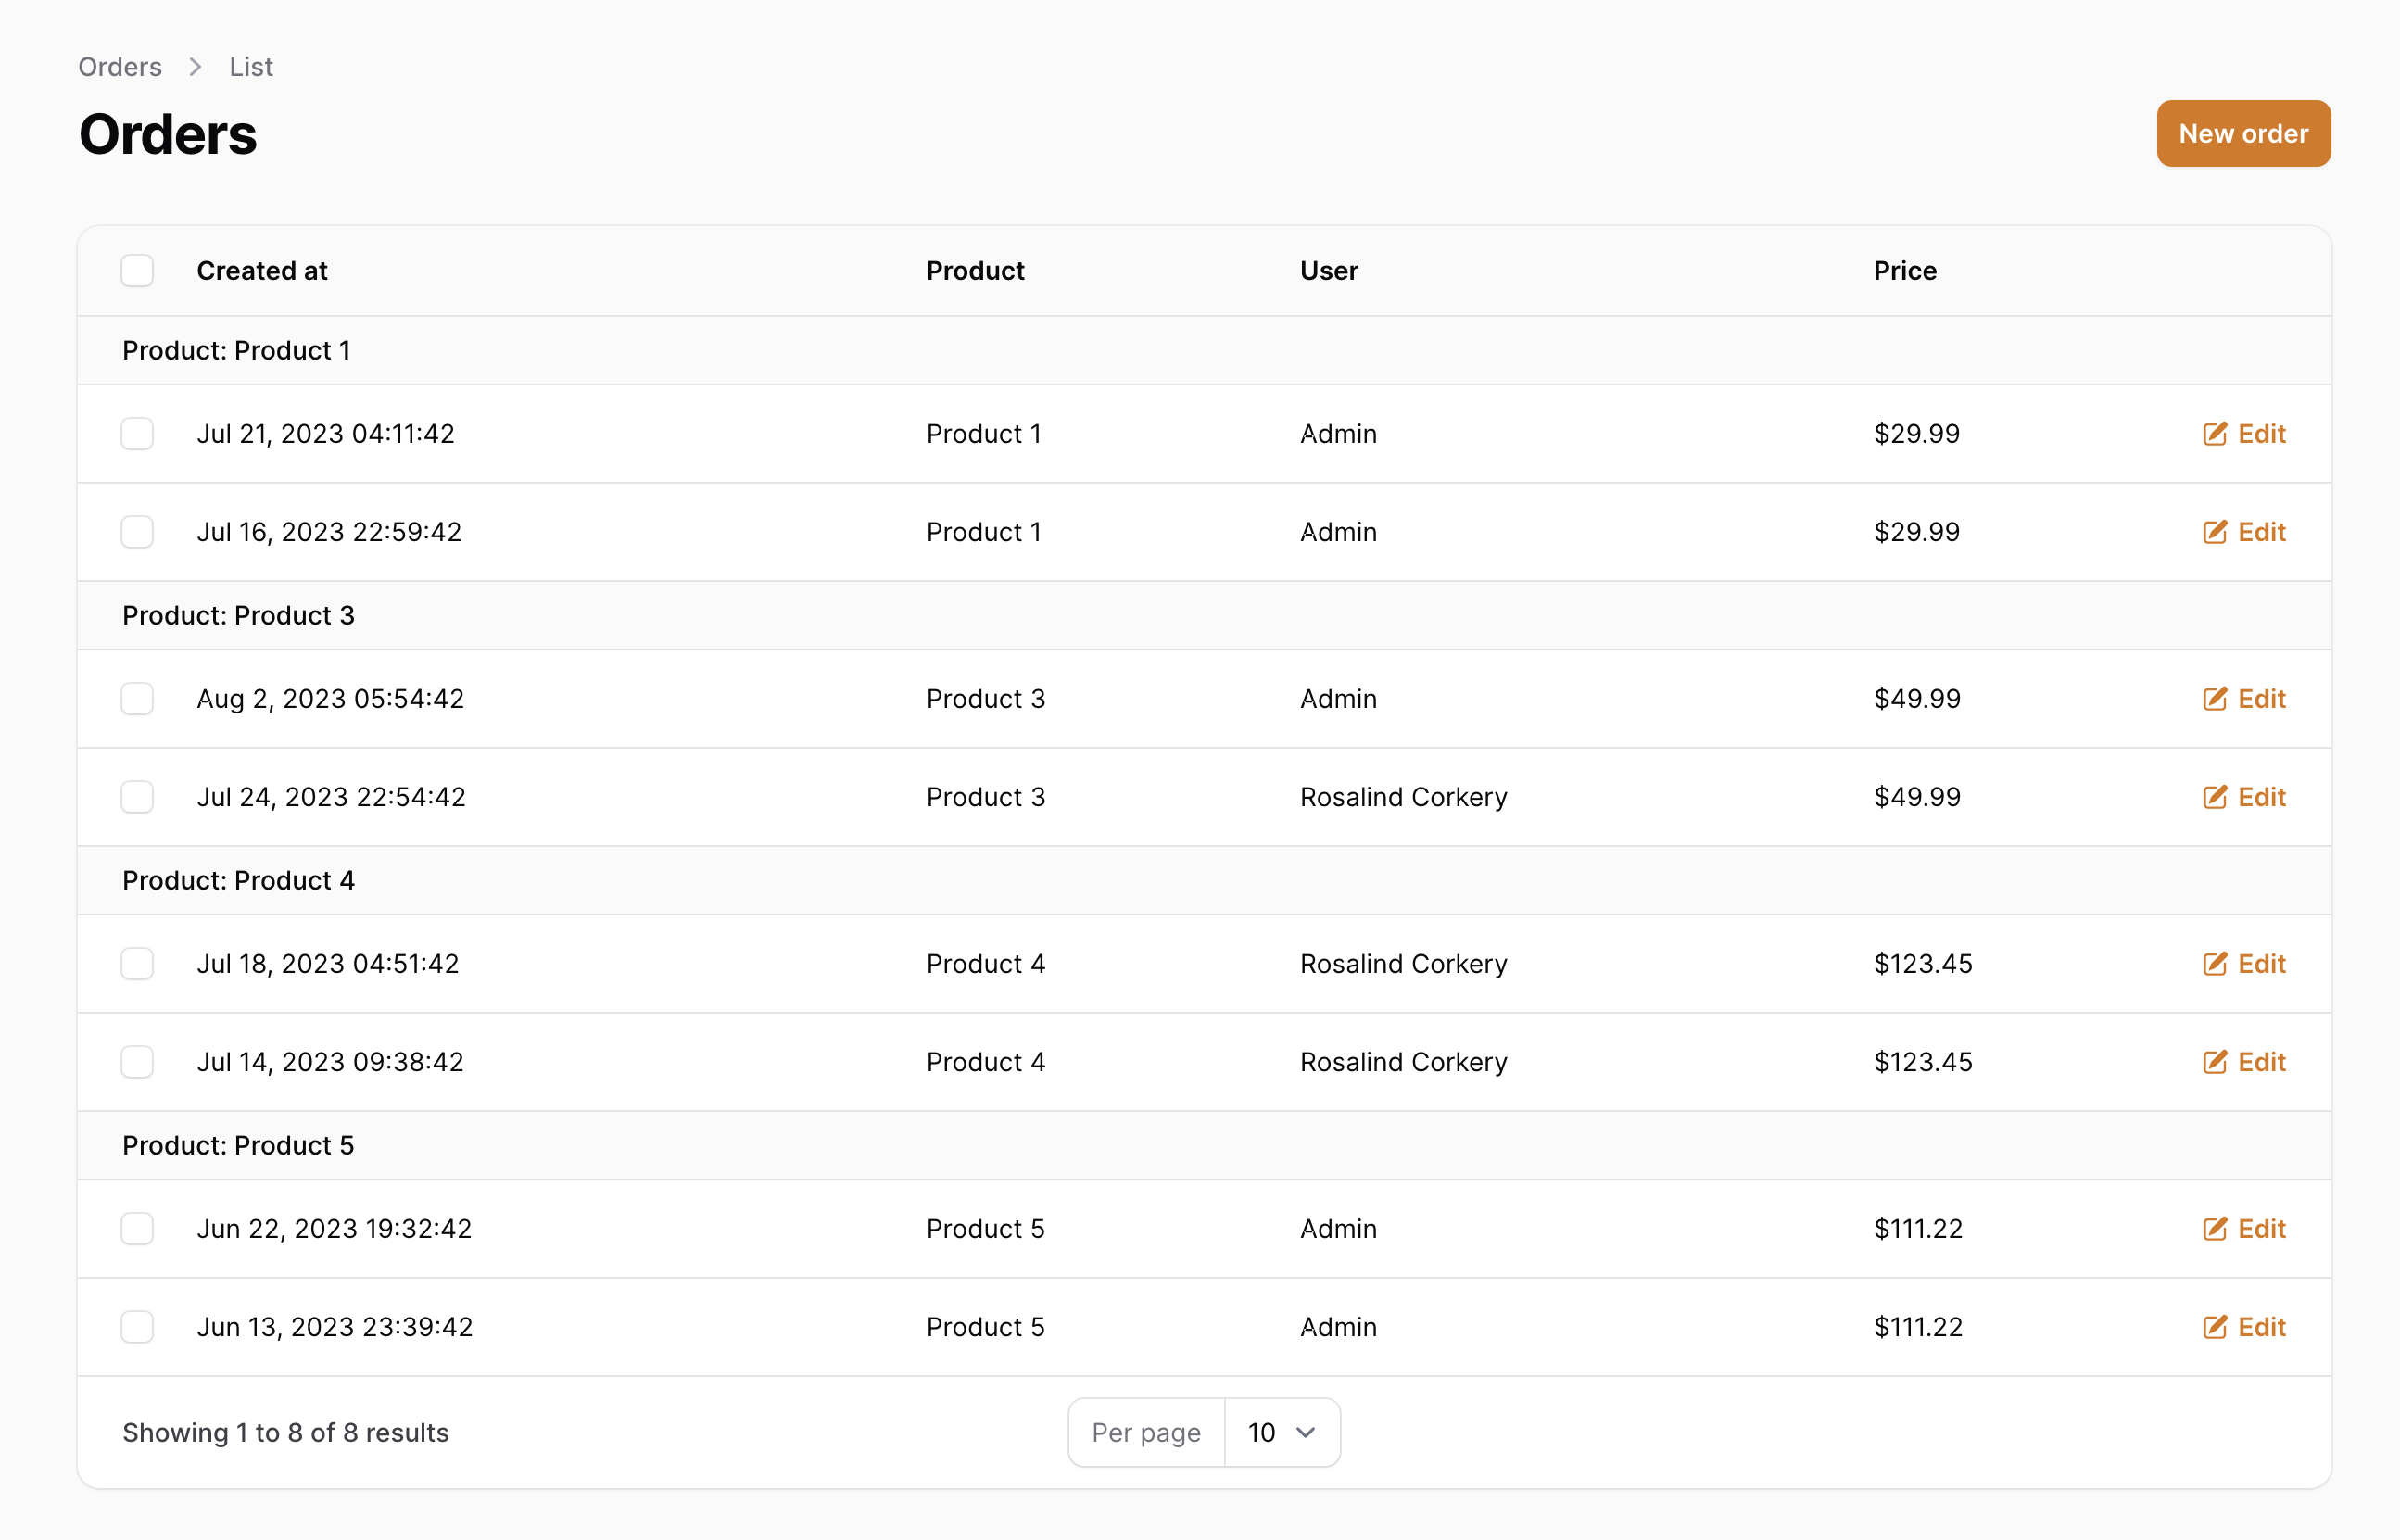 Orders > List
Orders
New order
Created at Product User Price
Product: Product 1
Jul 21, 2023 04:11:42 Product 1 Admin $29.99 Edit
Jul 16, 2023 22:59:42 Product 1 Admin $29.99 Edit
Product: Product 3
Aug 2, 2023 05:54:42 Product 3 Admin $49.99 Edit
Jul 24, 2023 22:54:42 Product 3 Rosalind Corkery $49.99 Edit
Product: Product 4
Jul 18, 2023 04:51:42 Product 4 Rosalind Corkery $123.45 Edit
Jul 14, 2023 09:38:42 Product 4 Rosalind Corkery $123.45 Edit
Product: Product 5
Jun 22, 2023 19:32:42 Product 5 Admin $111.22 Edit
Jun 13, 2023 23:39:42 Product 5 Admin $111.22 Edit
Showing 1 to 8 of 8 results Per page 10